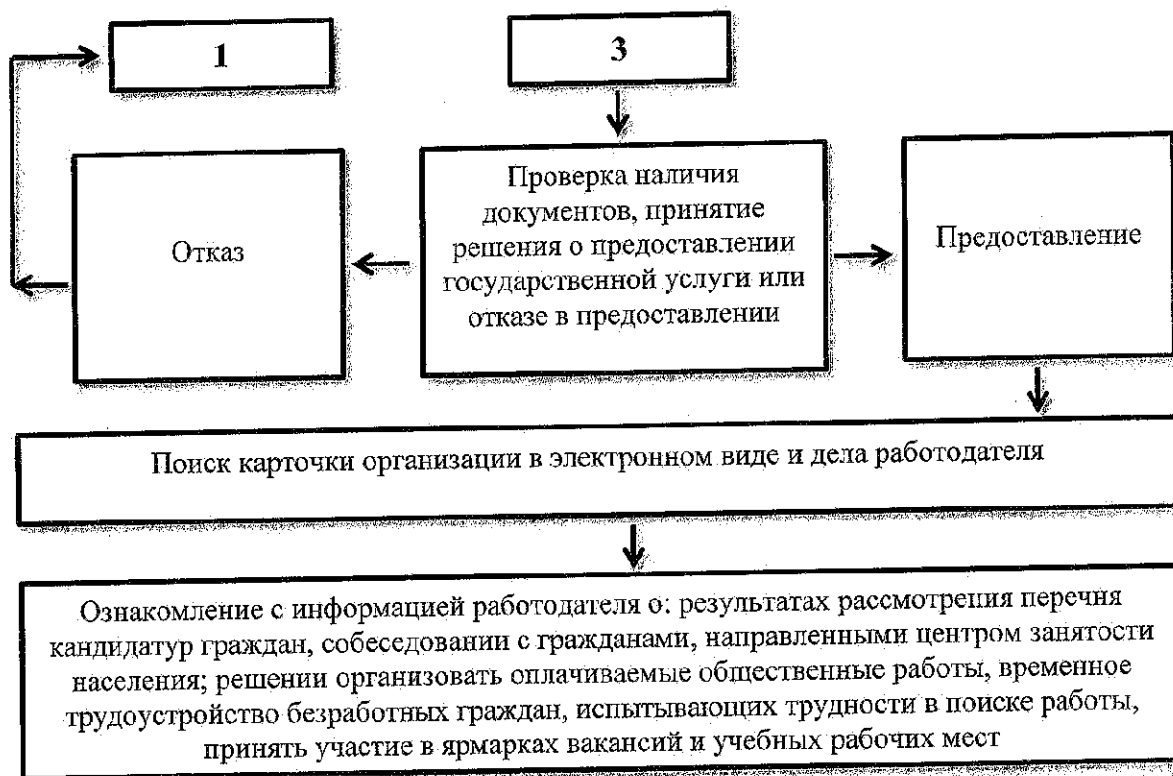 1
3
Отказ
Проверка наличия
документов, принятие
решения о предоставлении
государственной услуги или
отказе в предоставлении
Предоставление
Поиск карточки организации в электронном виде и дела работодателя
Ознакомление с информацией работодателя о: результатах рассмотрения перечня
кандидатур граждан, собеседовании с гражданами, направленными центром занятости
населения; решении организовать оплачиваемые общественные работы, временное
трудоустройство безработных граждан, испытывающих трудности в поиске работы,
принять участие в ярмарках вакансий и учебных рабочих мест